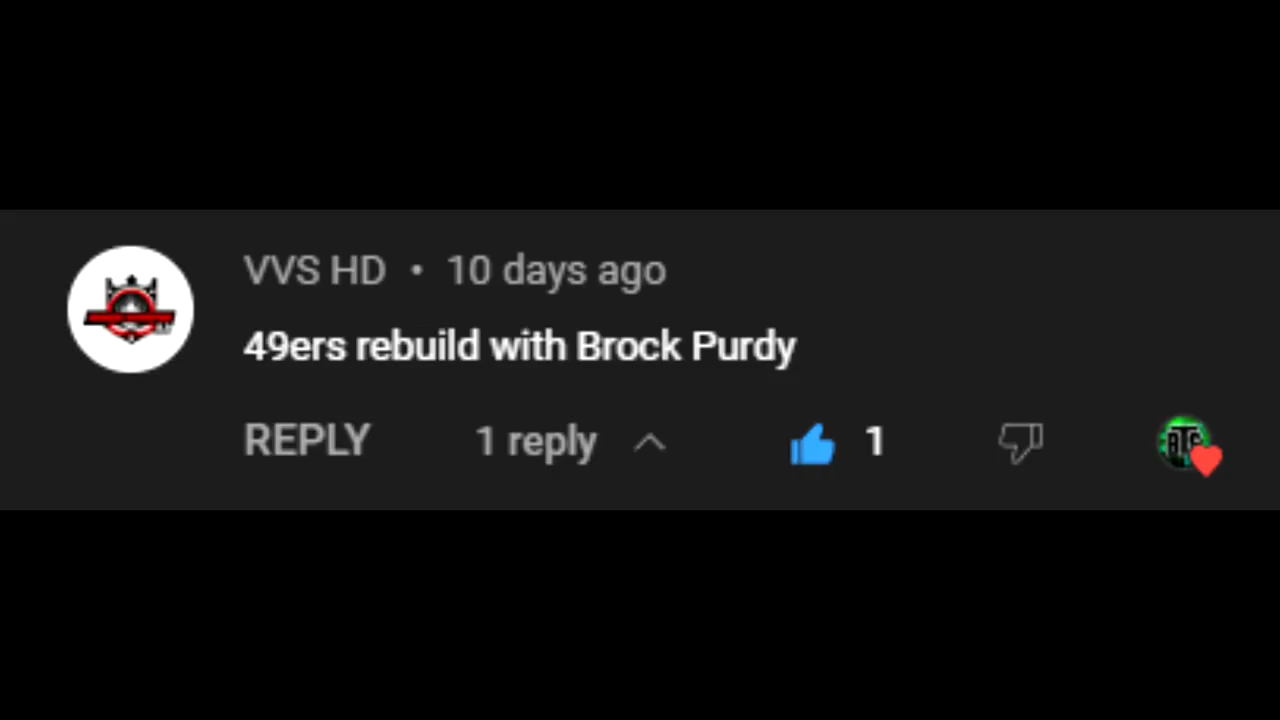 VVS HD • 10 days ago
49ers rebuild with Brock Purdy
REPLY 1 reply 1